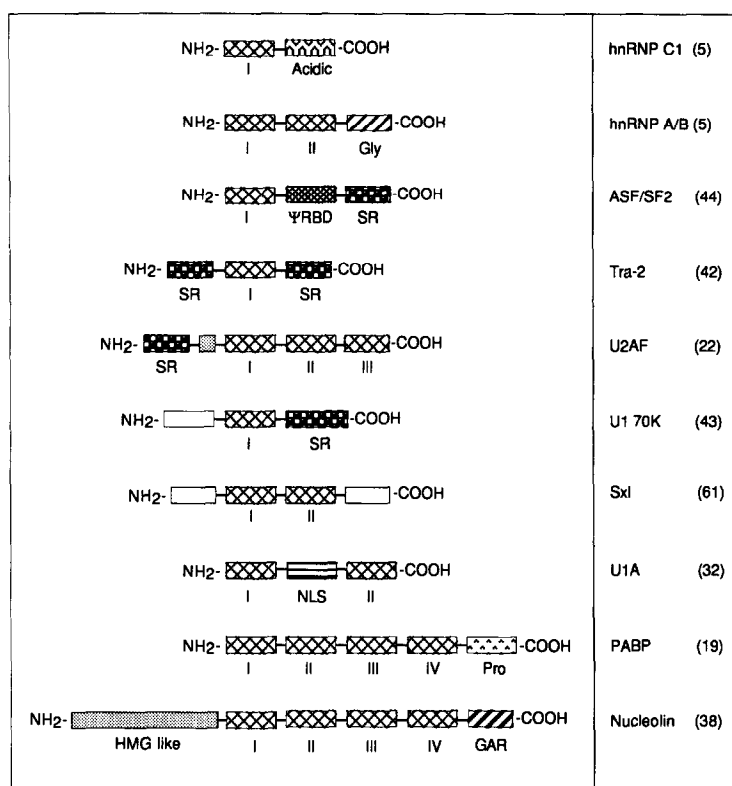 NH2- -COOH hnRNP C1 (5)
I Acidic
NH2- -COOH hnRNP A/B (5)
I II Gly
NH2- -COOH ASF/SF2 (44)
I ΨRBD SR
NH2- -COOH Tra-2 (42)
SR I SR
NH2- -COOH U2AF (22)
SR I II III
NH2- -COOH U1 70K (43)
I SR
NH2- -COOH Sxl (61)
I II
NH2- -COOH U1A (32)
I NLS II
NH2- -COOH PABP (19)
I II III IV Pro
NH2- -COOH Nucleolin (38)
HMG like I II III IV GAR